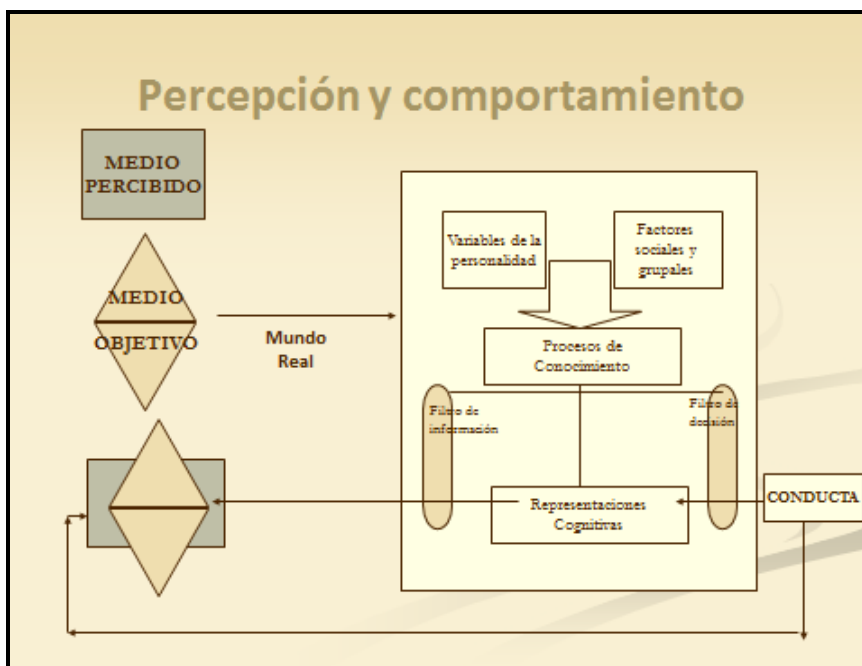 Percepción y comportamiento
MEDIO
PERCIBIDO
MEDIO
OBJETIVO
Mundo
Real
Variables de la
personalidad
Factores
sociales y
grupales
Procesos de
Conocimiento
Filtro de
información
Filtro de
decisión
Representaciones
Cognitivas
CONDUCTA